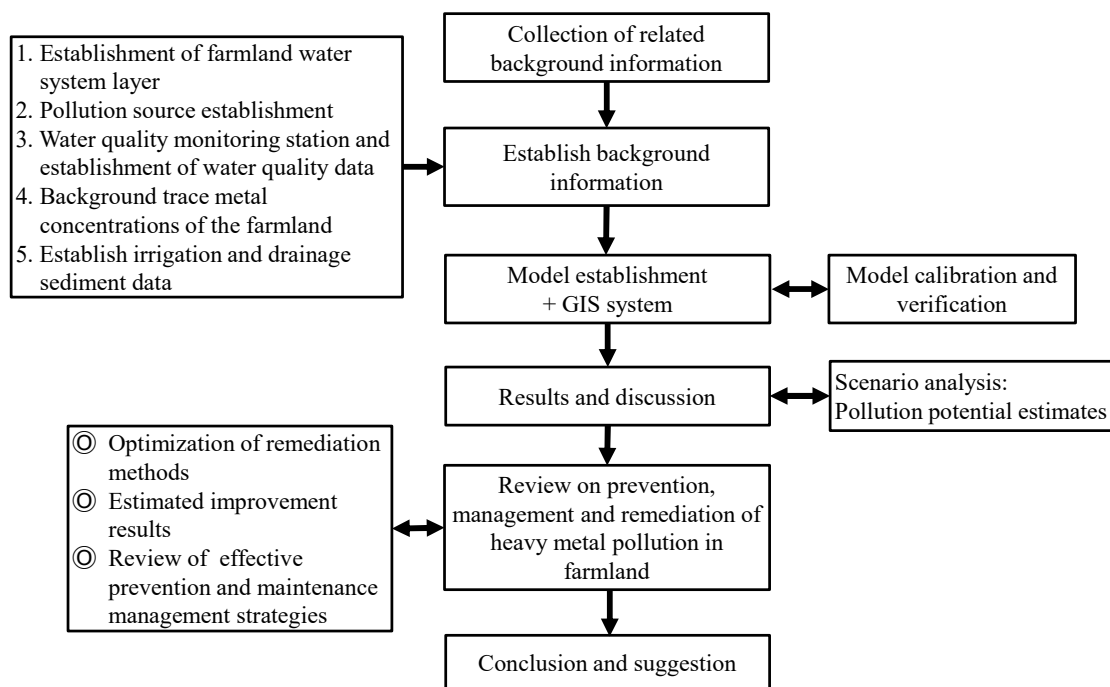 Collection of related
background information
1. Establishment of farmland water
system layer
2. Pollution source establishment
3. Water quality monitoring station and
establishment of water quality data
4. Background trace metal
concentrations of the farmland
5. Establish irrigation and drainage
sediment data
Establish background
information
Model establishment
+ GIS system
Model calibration and
verification
Results and discussion
Scenario analysis:
Pollution potential estimates
◎ Optimization of remediation
methods
◎ Estimated improvement
results
◎ Review of effective
prevention and maintenance
management strategies
Review on prevention,
management and remediation of
heavy metal pollution in
farmland
Conclusion and suggestion